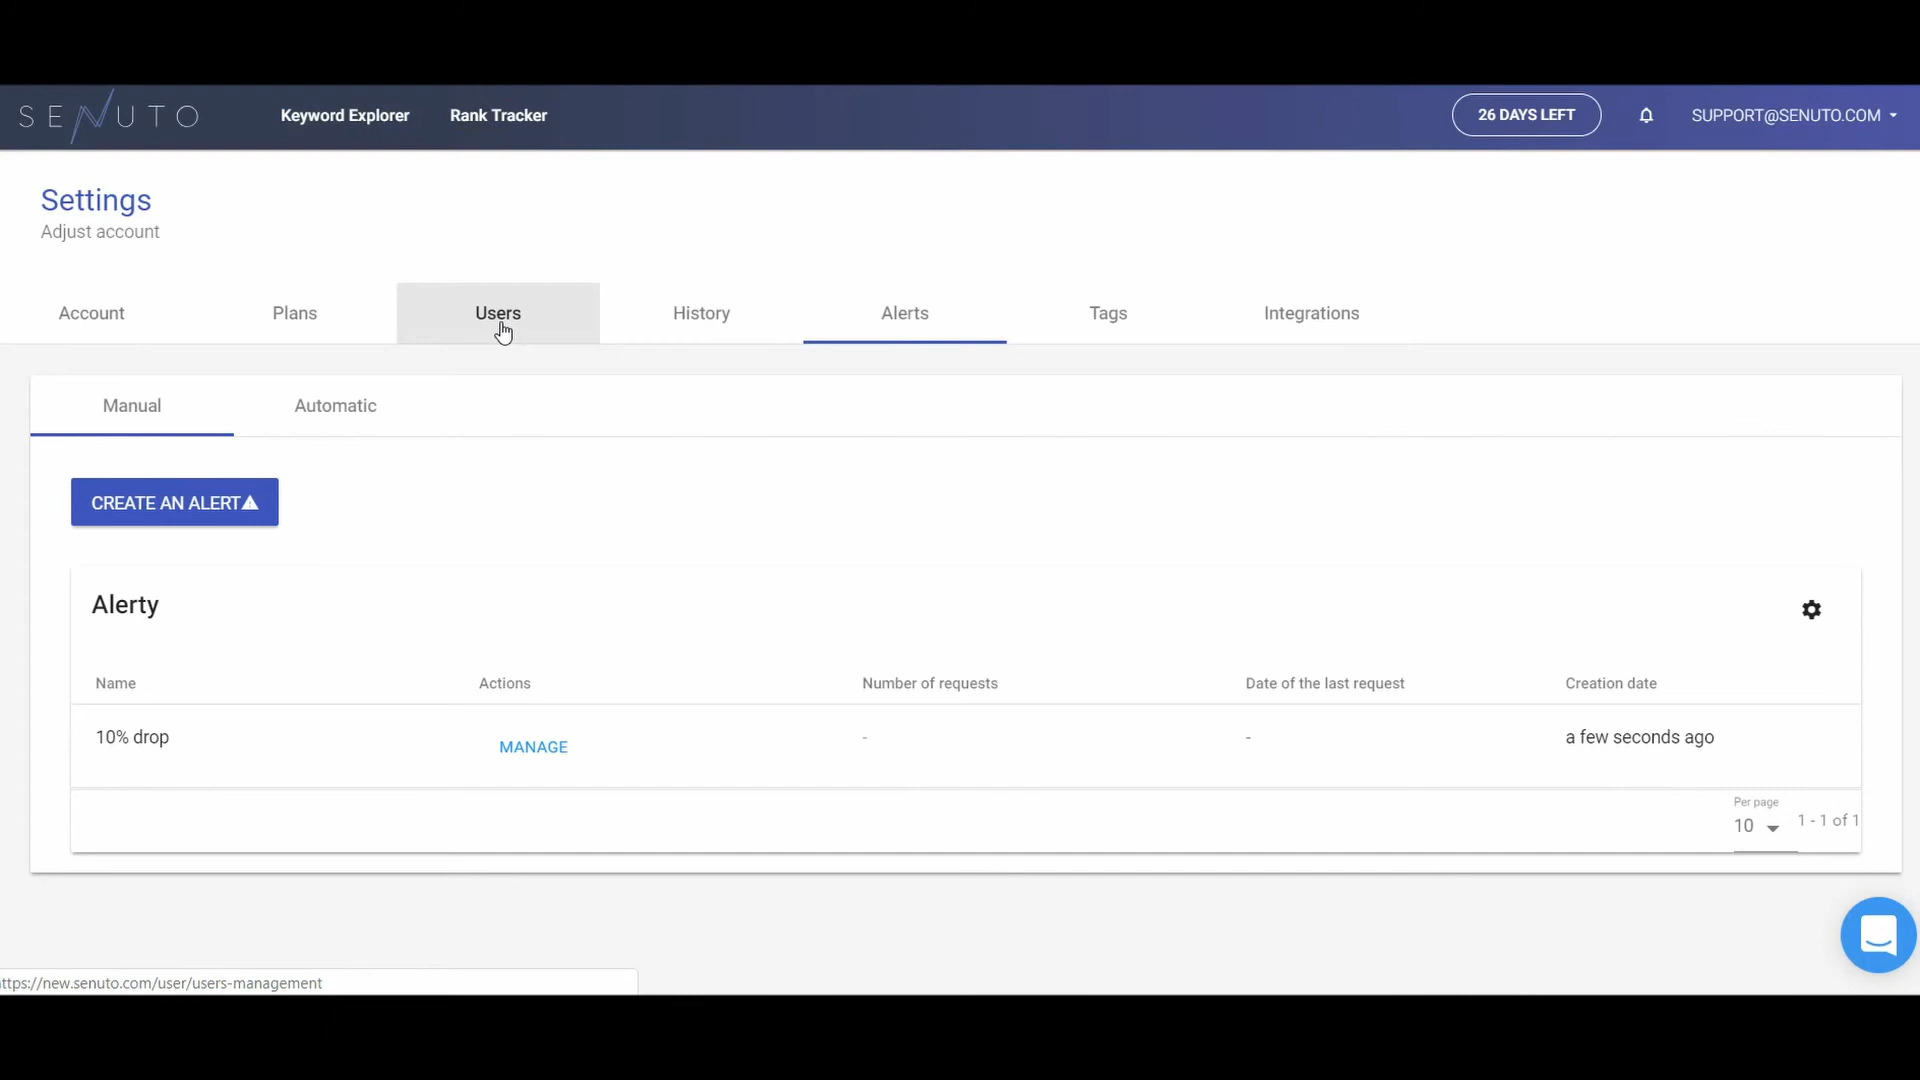 SENUTO
Keyword Explorer
Rank Tracker
26 DAYS LEFT
SUPPORT@SENUTO.COM
Settings
Adjust account
Account
Plans
Users
History
Alerts
Tags
Integrations
Manual
Automatic
CREATE AN ALERT
Alerty
Name
Actions
Number of requests
Date of the last request
Creation date
10% drop
MANAGE
-
-
a few seconds ago
Per page
10
1 - 1 of 1
ttps://new.senuto.com/user/users-management